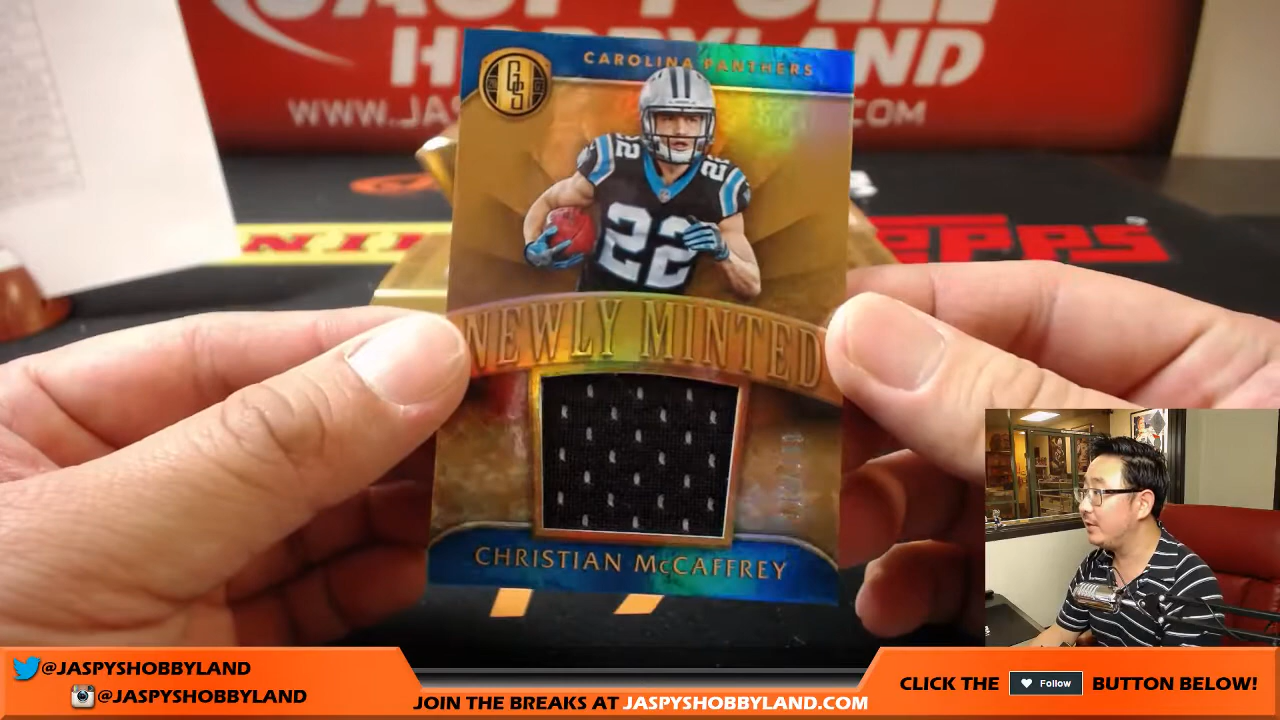 HOBBYLAND
WWW.JAS
COM
GS
CAROLINA PANTHERS
22
22
22
NEWLY MINTED
CHRISTIAN McCAFFREY
@JASPYSHOBBYLAND
@JASPYSHOBBYLAND
JOIN THE BREAKS AT JASPYSHOBBYLAND.COM
CLICK THE Follow BUTTON BELOW!